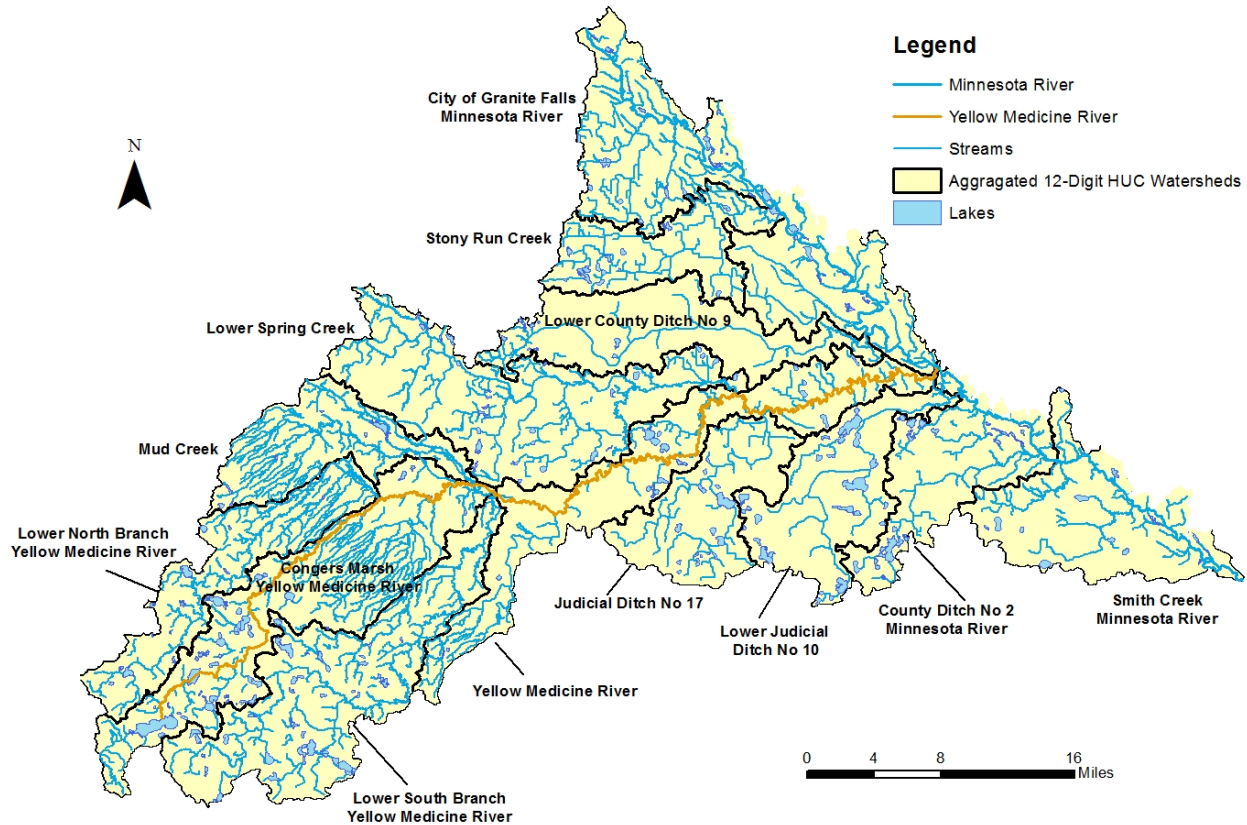 Legend
Minnesota River
Yellow Medicine River
Streams
Aggragated 12-Digit HUC Watersheds
Lakes
N
City of Granite Falls
Minnesota River
Stony Run Creek
Lower County Ditch No 9
Lower Spring Creek
Mud Creek
Lower North Branch
Yellow Medicine River
Congers Marsh
Yellow Medicine River
Judicial Ditch No 17
Lower Judicial
Ditch No 10
County Ditch No 2
Minnesota River
Smith Creek
Minnesota River
Yellow Medicine River
Lower South Branch
Yellow Medicine River
0 4 8 16
Miles